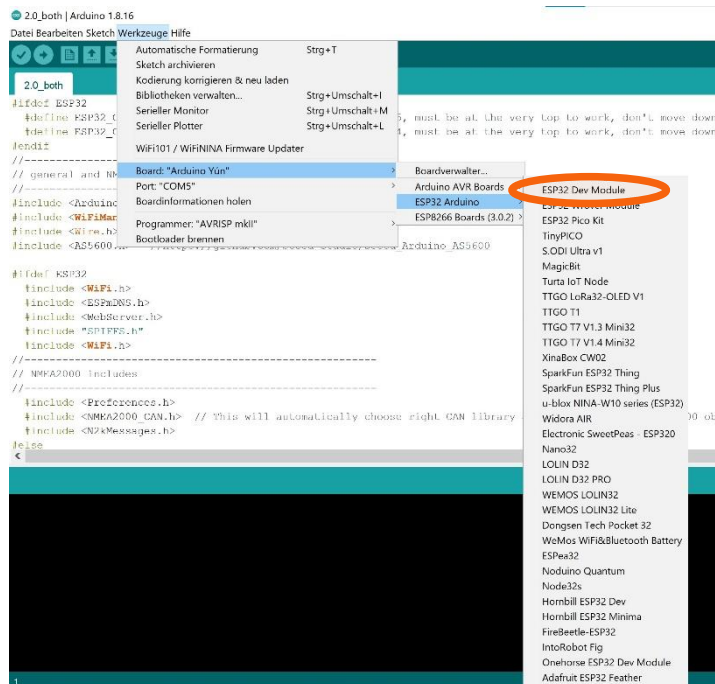 2.0_both | Arduino 1.8.16
Datei Bearbeiten Sketch Werkzeuge Hilfe
2.0_both
Automatische Formatierung Strg+T
Sketch archivieren
Kodierung korrigieren & neu laden
Bibliotheken verwalten... Strg+Umschalt+I
Serieller Monitor Strg+Umschalt+M
Serieller Plotter Strg+Umschalt+L
WiFi101 / WiFiNINA Firmware Updater
Board: "Arduino Yún"
Port: "COM5"
Boardinformationen holen
Programmer: "AVRISP mkII"
Bootloader brennen
Boardverwalter...
Arduino AVR Boards
ESP32 Arduino
ESP8266 Boards (3.0.2)
ESP32 Dev Module
ESP32 Wrover Module
ESP32 Pico Kit
TinyPICO
S.ODI Ultra v1
MagicBit
Turta IoT Node
TTGO LoRa32-OLED V1
TTGO T1
TTGO T7 V1.3 Mini32
TTGO T7 V1.4 Mini32
XinaBox CW02
SparkFun ESP32 Thing
SparkFun ESP32 Thing Plus
u-blox NINA-W10 series (ESP32)
Widora AIR
Electronic SweetPeas - ESP320
Nano32
LOLIN D32
LOLIN D32 PRO
WEMOS LOLIN32
WEMOS LOLIN32 Lite
Dongsen Tech Pocket 32
WeMos WiFi&Bluetooth Battery
ESPea32
Noduino Quantum
Node32s
Hornbill ESP32 Dev
Hornbill ESP32 Minima
FireBeetle-ESP32
IntoRobot Fig
Onehorse ESP32 Dev Module
Adafruit ESP32 Feather
#ifdef ESP32
#define ESP32_ must be at the very top to work, don't move down
#define ESP32_ must be at the very top to work, don't move down
#endif
//
// general and
//
#include <Arduino
#include <WiFiMan
#include <Wire.h>
#include <AS5600 Arduino_AS5600
#ifdef ESP32
#include <WiFi.h>
#include <ESPmDNS.h>
#include <WebServer.h>
#include "SPIFFS.h"
#include <WiFi.h>
//----------------------------------------------------
// NMEA2000 includes
//----------------------------------------------------
#include <Preferences.h>
#include <NMEA2000_CAN.h> // This will automatically choose right CAN library
#include <N2kMessages.h>
#else
1